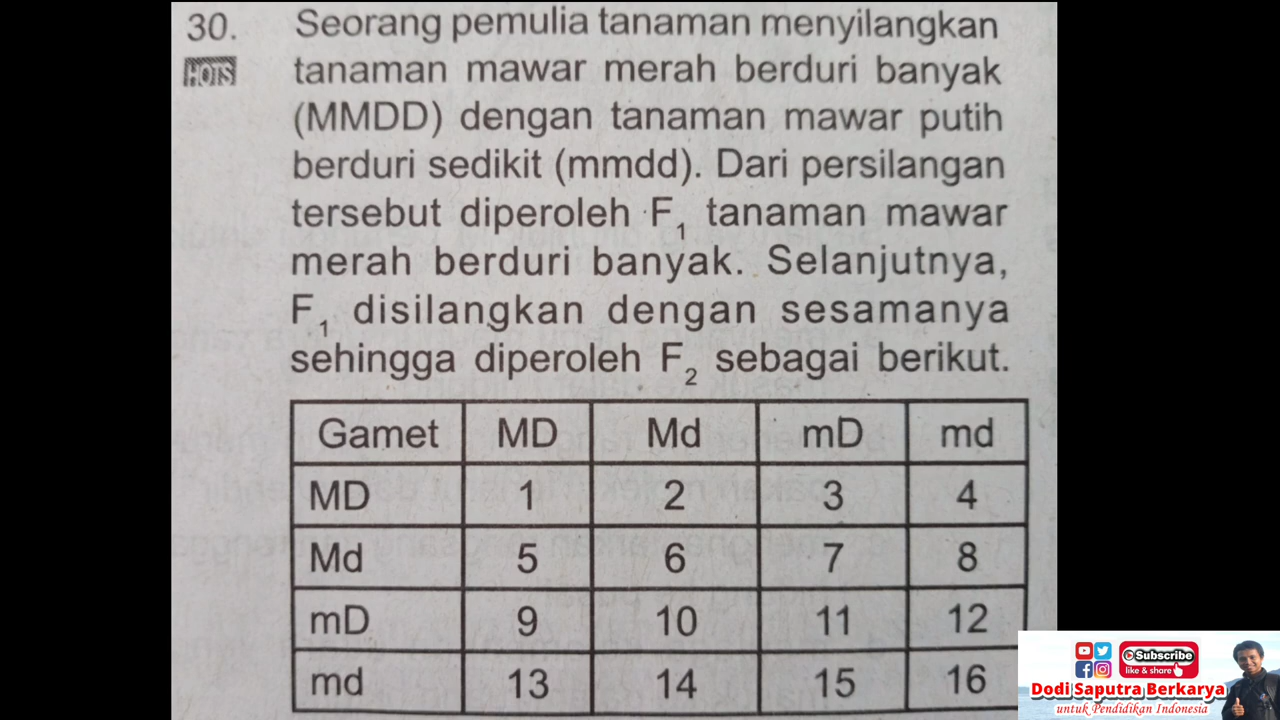 30. Seorang pemulia tanaman menyilangkan
HOTS tanaman mawar merah berduri banyak
(MMDD) dengan tanaman mawar putih
berduri sedikit (mmdd). Dari persilangan
tersebut diperoleh F₁ tanaman mawar
merah berduri banyak. Selanjutnya,
F₁ disilangkan dengan sesamanya
sehingga diperoleh F₂ sebagai berikut.
Gamet MD Md mD md
MD 1 2 3 4
Md 5 6 7 8
mD 9 10 11 12
md 13 14 15 16
Subscribe
like & share
Dodi Saputra Berkarya
untuk Pendidikan Indonesia